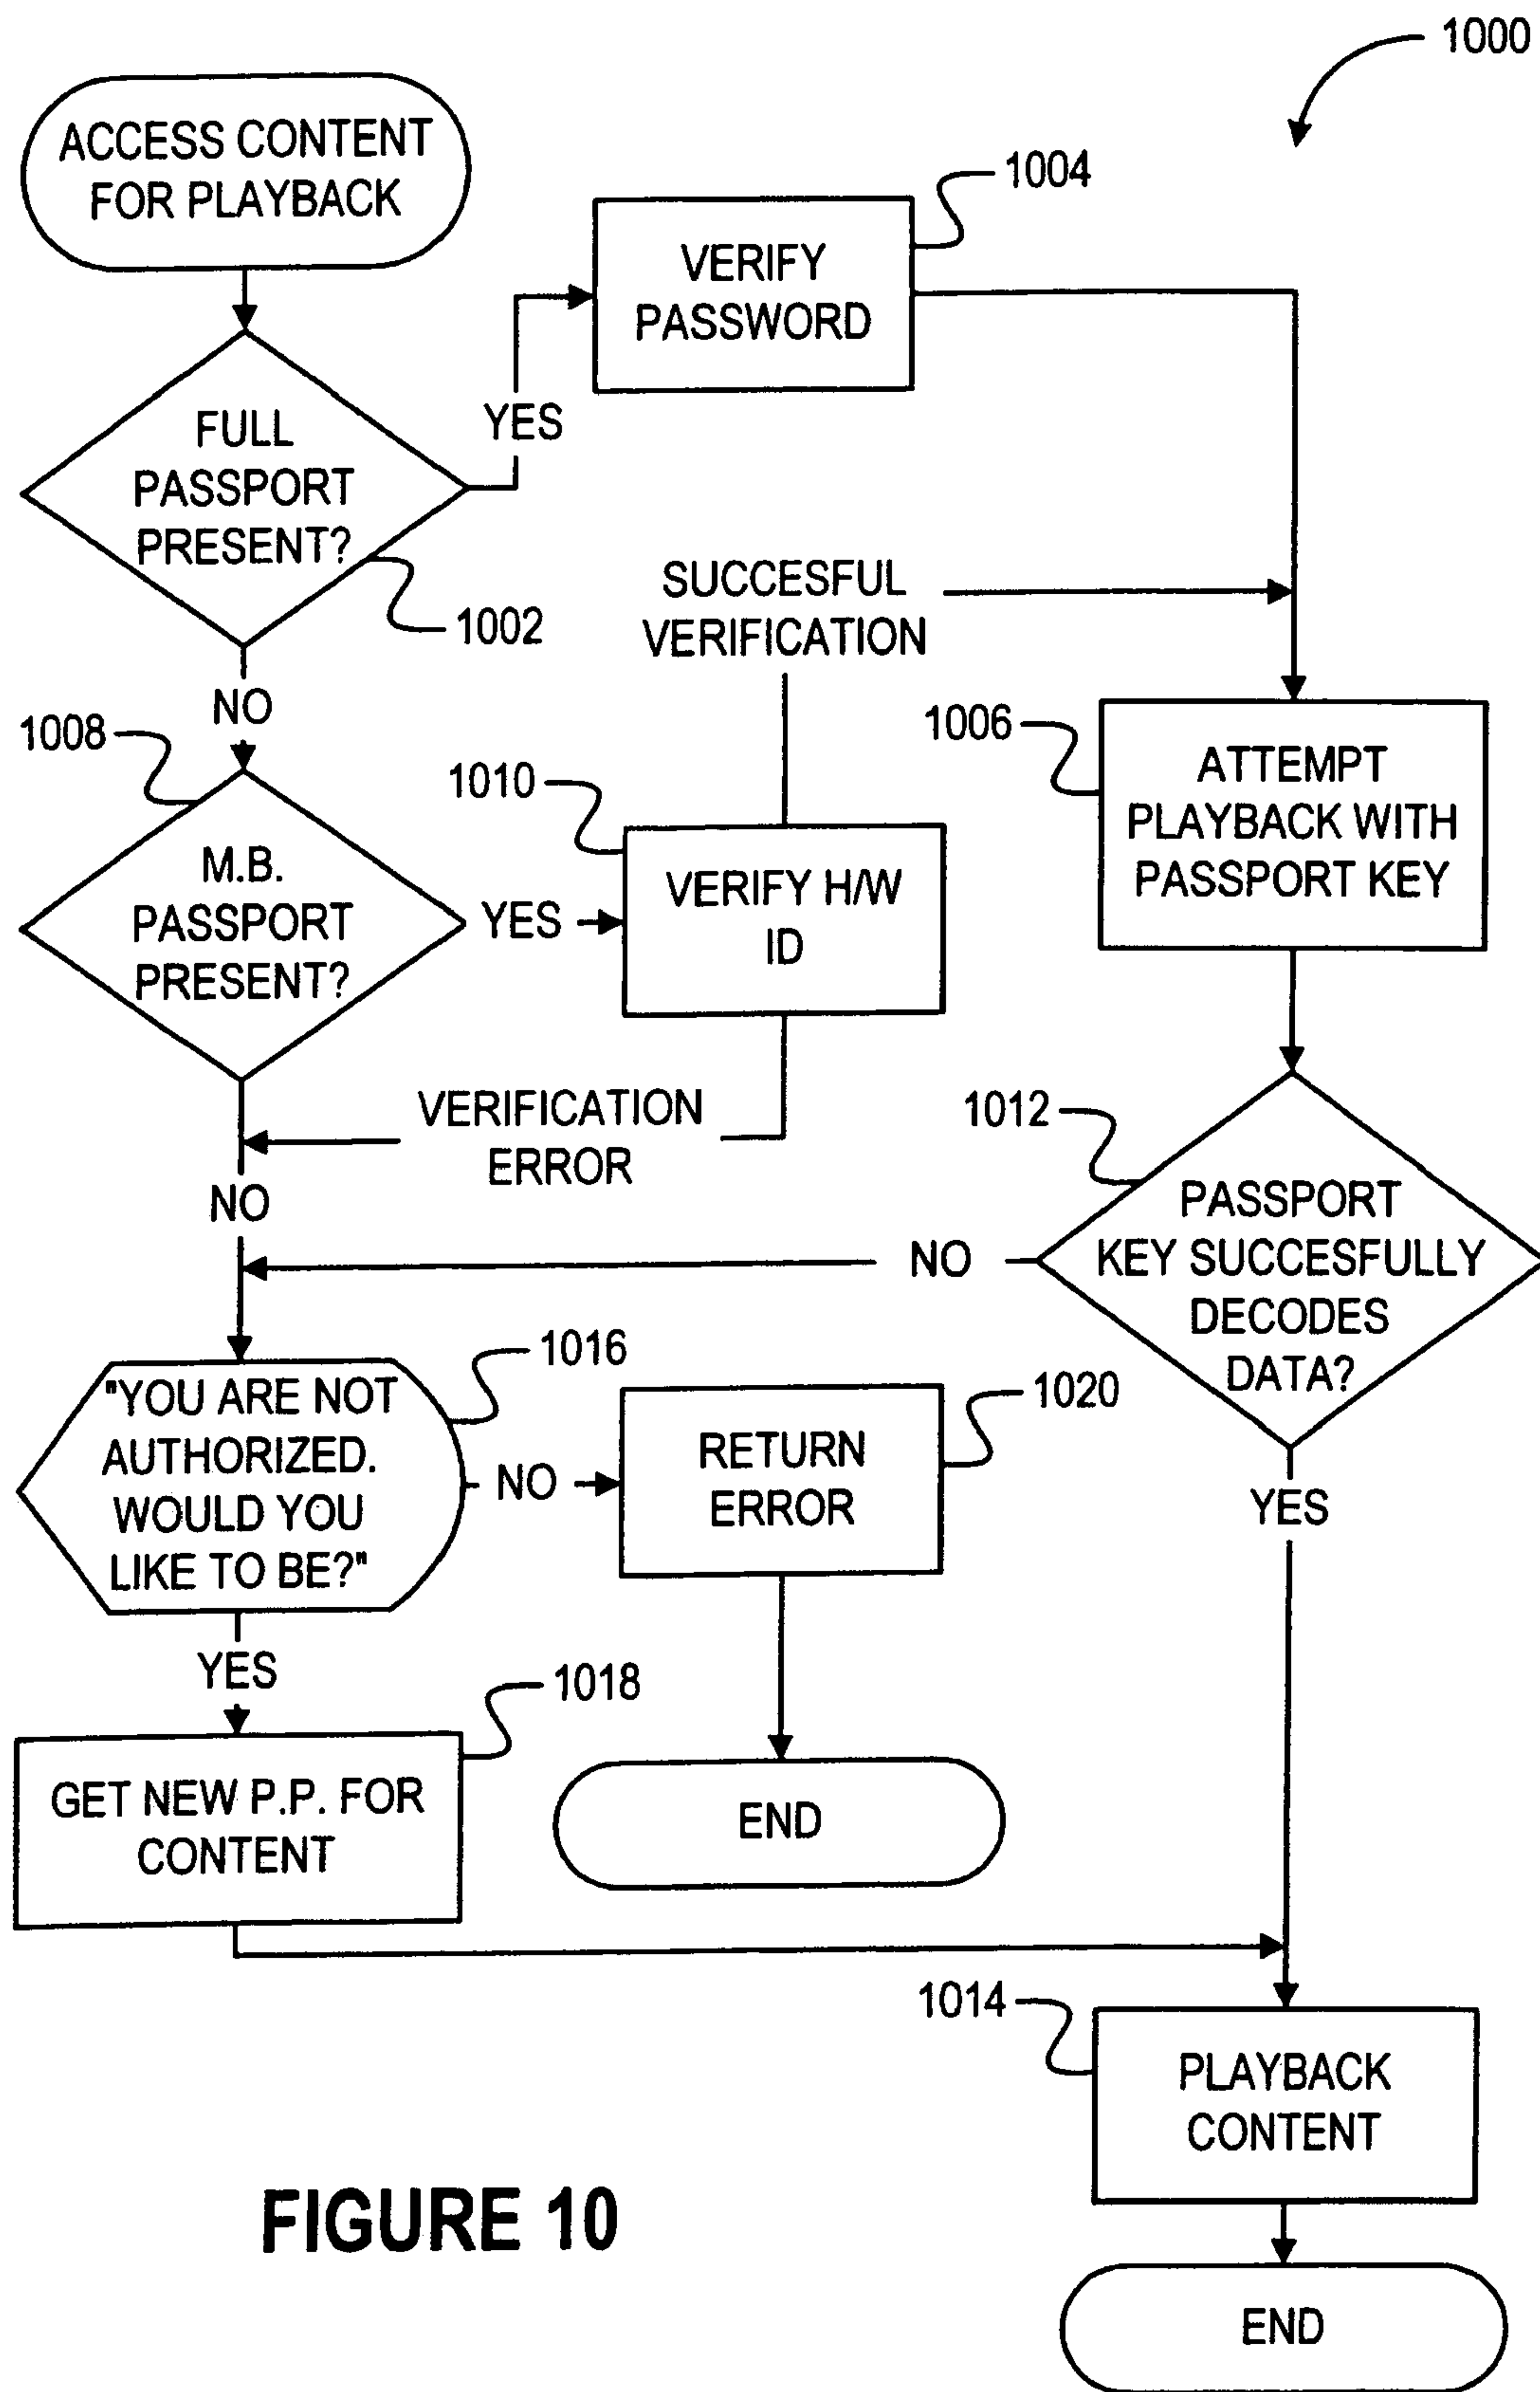 1000
ACCESS CONTENT
FOR PLAYBACK
1004
VERIFY
PASSWORD
YES
FULL
PASSPORT
PRESENT?
1002
SUCCESFUL
VERIFICATION
NO
1008
1010
1006
ATTEMPT
PLAYBACK WITH
PASSPORT KEY
M.B.
PASSPORT
PRESENT?
YES
VERIFY H/W
ID
VERIFICATION
ERROR
1012
NO
PASSPORT
KEY SUCCESFULLY
DECODES
DATA?
NO
1016
"YOU ARE NOT
AUTHORIZED.
WOULD YOU
LIKE TO BE?"
NO
1020
RETURN
ERROR
YES
YES
1018
GET NEW P.P. FOR
CONTENT
END
1014
PLAYBACK
CONTENT
FIGURE 10
END